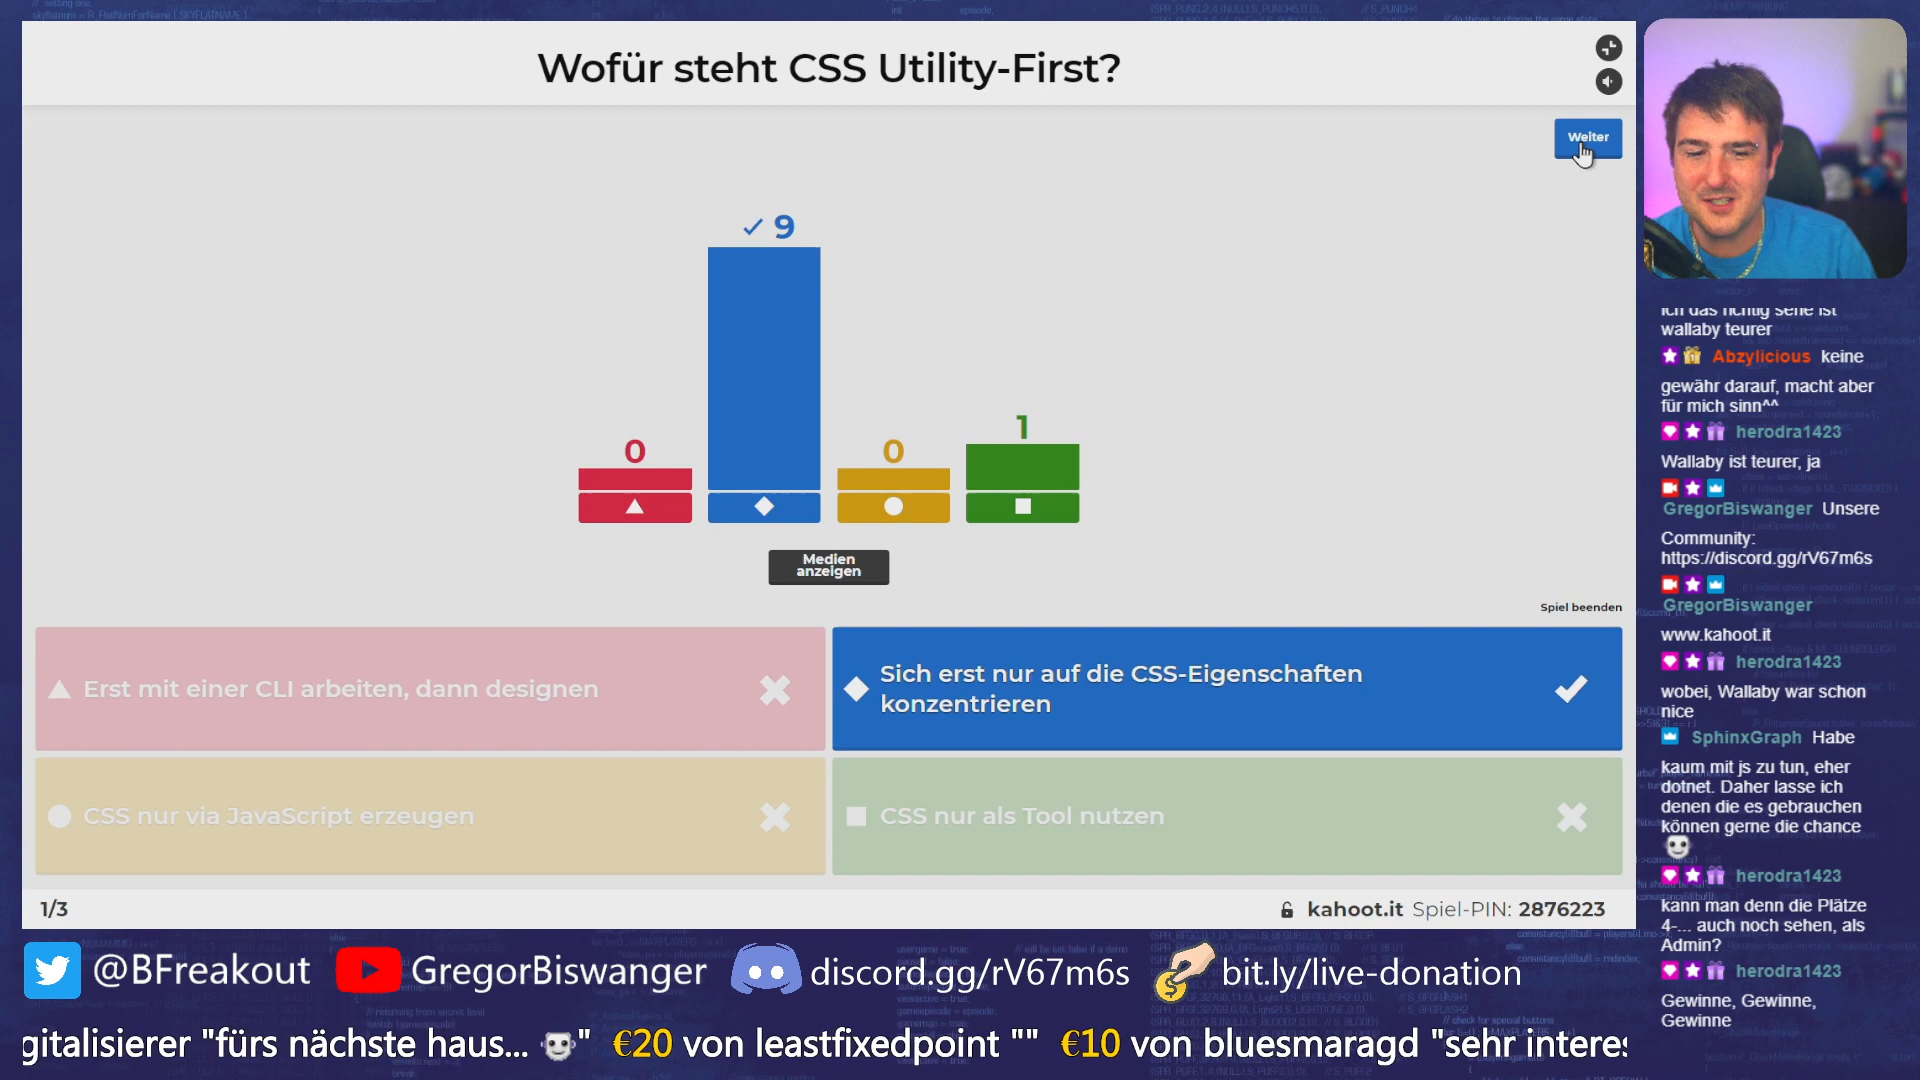 Wofür steht CSS Utility-First?
Weiter
9
0
0
1
Medien
anzeigen
Spiel beenden
Erst mit einer CLI arbeiten, dann designen
Sich erst nur auf die CSS-Eigenschaften
konzentrieren
CSS nur via JavaScript erzeugen
CSS nur als Tool nutzen
1/3
kahoot.it Spiel-PIN: 2876223
ich das richtig sehe ist
wallaby teurer
Abzylicious keine
gewähr darauf, macht aber
für mich sinn^^
herodra1423
Wallaby ist teurer, ja
GregorBiswanger Unsere
Community:
https://discord.gg/rV67m6s
GregorBiswanger
www.kahoot.it
herodra1423
wobei, Wallaby war schon
nice
SphinxGraph Habe
kaum mit js zu tun, eher
dotnet. Daher lasse ich
denen die es gebrauchen
können gerne die chance
herodra1423
kann man denn die Plätze
4-... auch noch sehen, als
Admin?
herodra1423
Gewinne, Gewinne,
Gewinne
@BFreakout GregorBiswanger discord.gg/rV67m6s bit.ly/live-donation
gitalisierer "fürs nächste haus... " €20 von leastfixedpoint "" €10 von bluesmaragd "sehr interes